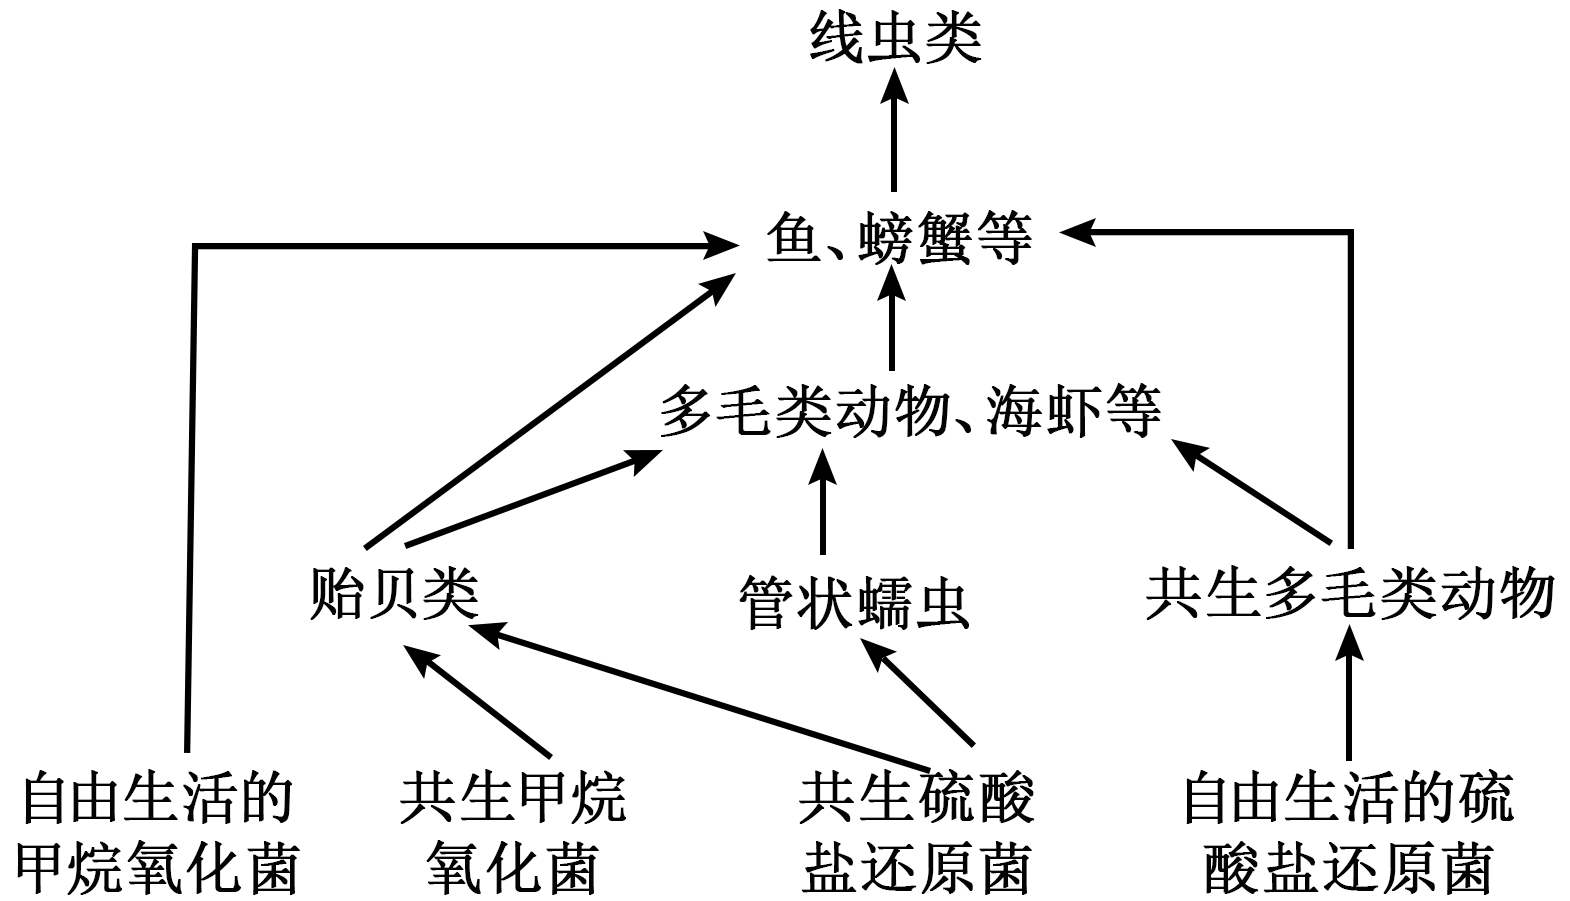 线虫类
鱼、螃蟹等
多毛类动物、海虾等
贻贝类
管状蠕虫
共生多毛类动物
自由生活的
甲烷氧化菌
共生甲烷
氧化菌
共生硫酸
盐还原菌
自由生活的硫
酸盐还原菌